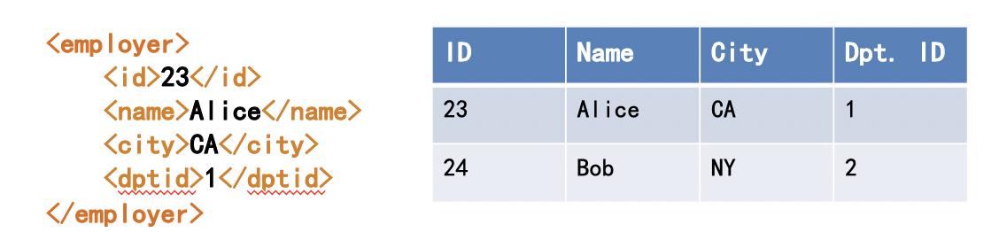 <employer>
<id>23</id>
<name>Alice</name>
<city>CA</city>
<dptid>1</dptid>
</employer>
ID Name City Dpt. ID
23 Alice CA 1
24 Bob NY 2